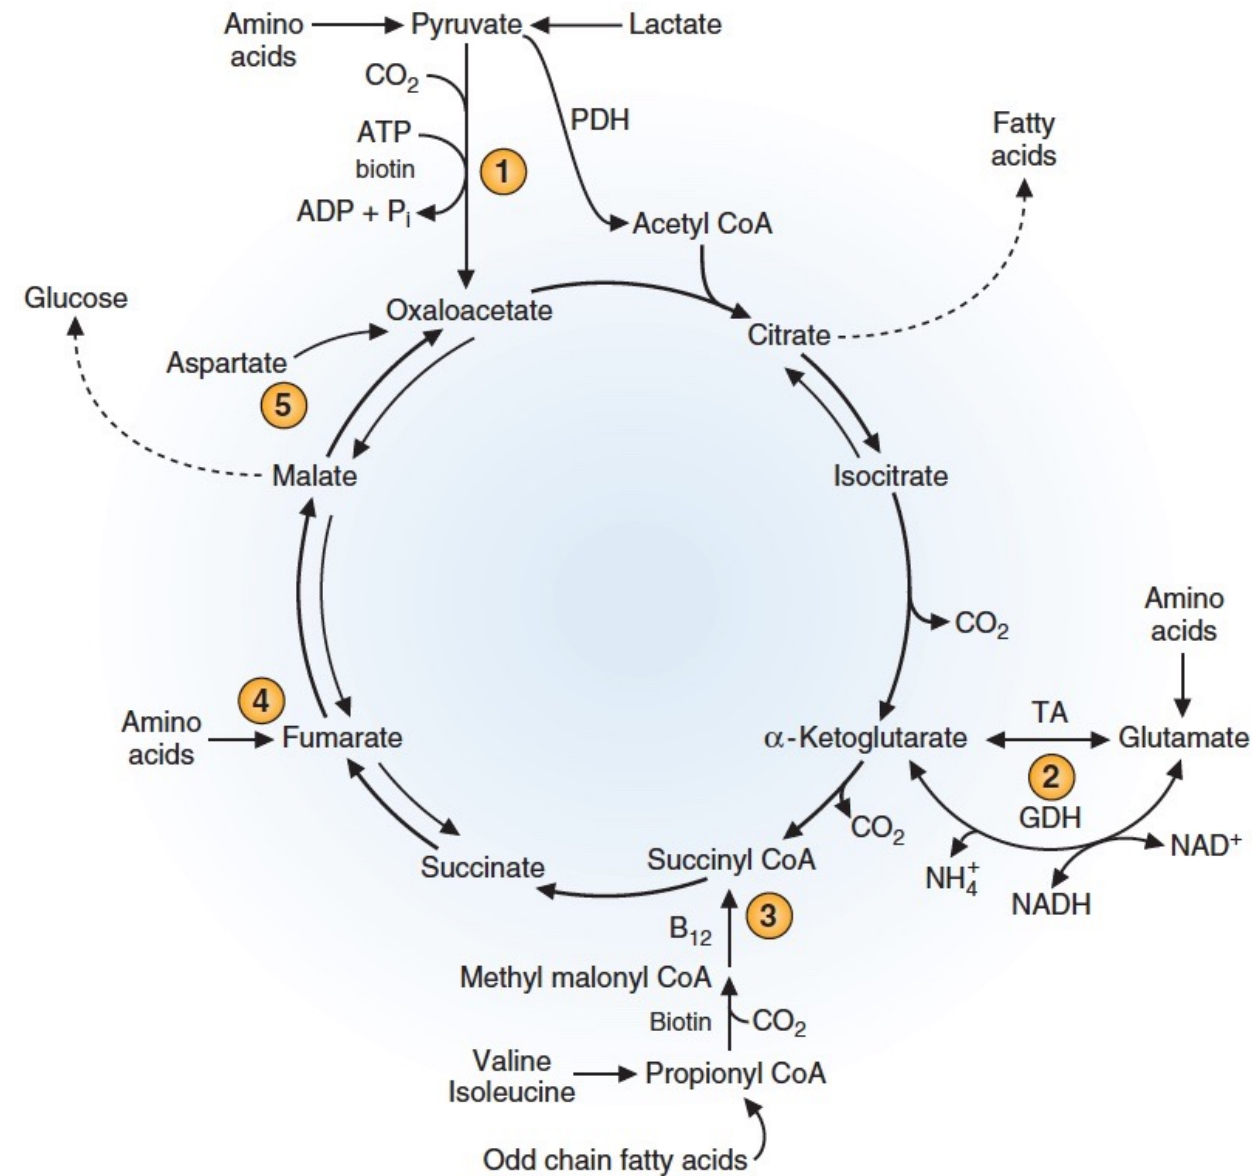 Amino
acids
Pyruvate
Lactate
CO₂
ATP
biotin
ADP + Pᵢ
1
PDH
Acetyl CoA
Fatty
acids
Glucose
Oxaloacetate
Citrate
Aspartate
5
Malate
Isocitrate
CO₂
Amino
acids
4
Amino
acids
Fumarate
α-Ketoglutarate
TA
Glutamate
2
GDH
CO₂
NAD⁺
NH₄⁺
NADH
Succinate
Succinyl CoA
3
B₁₂
Methyl malonyl CoA
Biotin
CO₂
Valine
Isoleucine
Propionyl CoA
Odd chain fatty acids